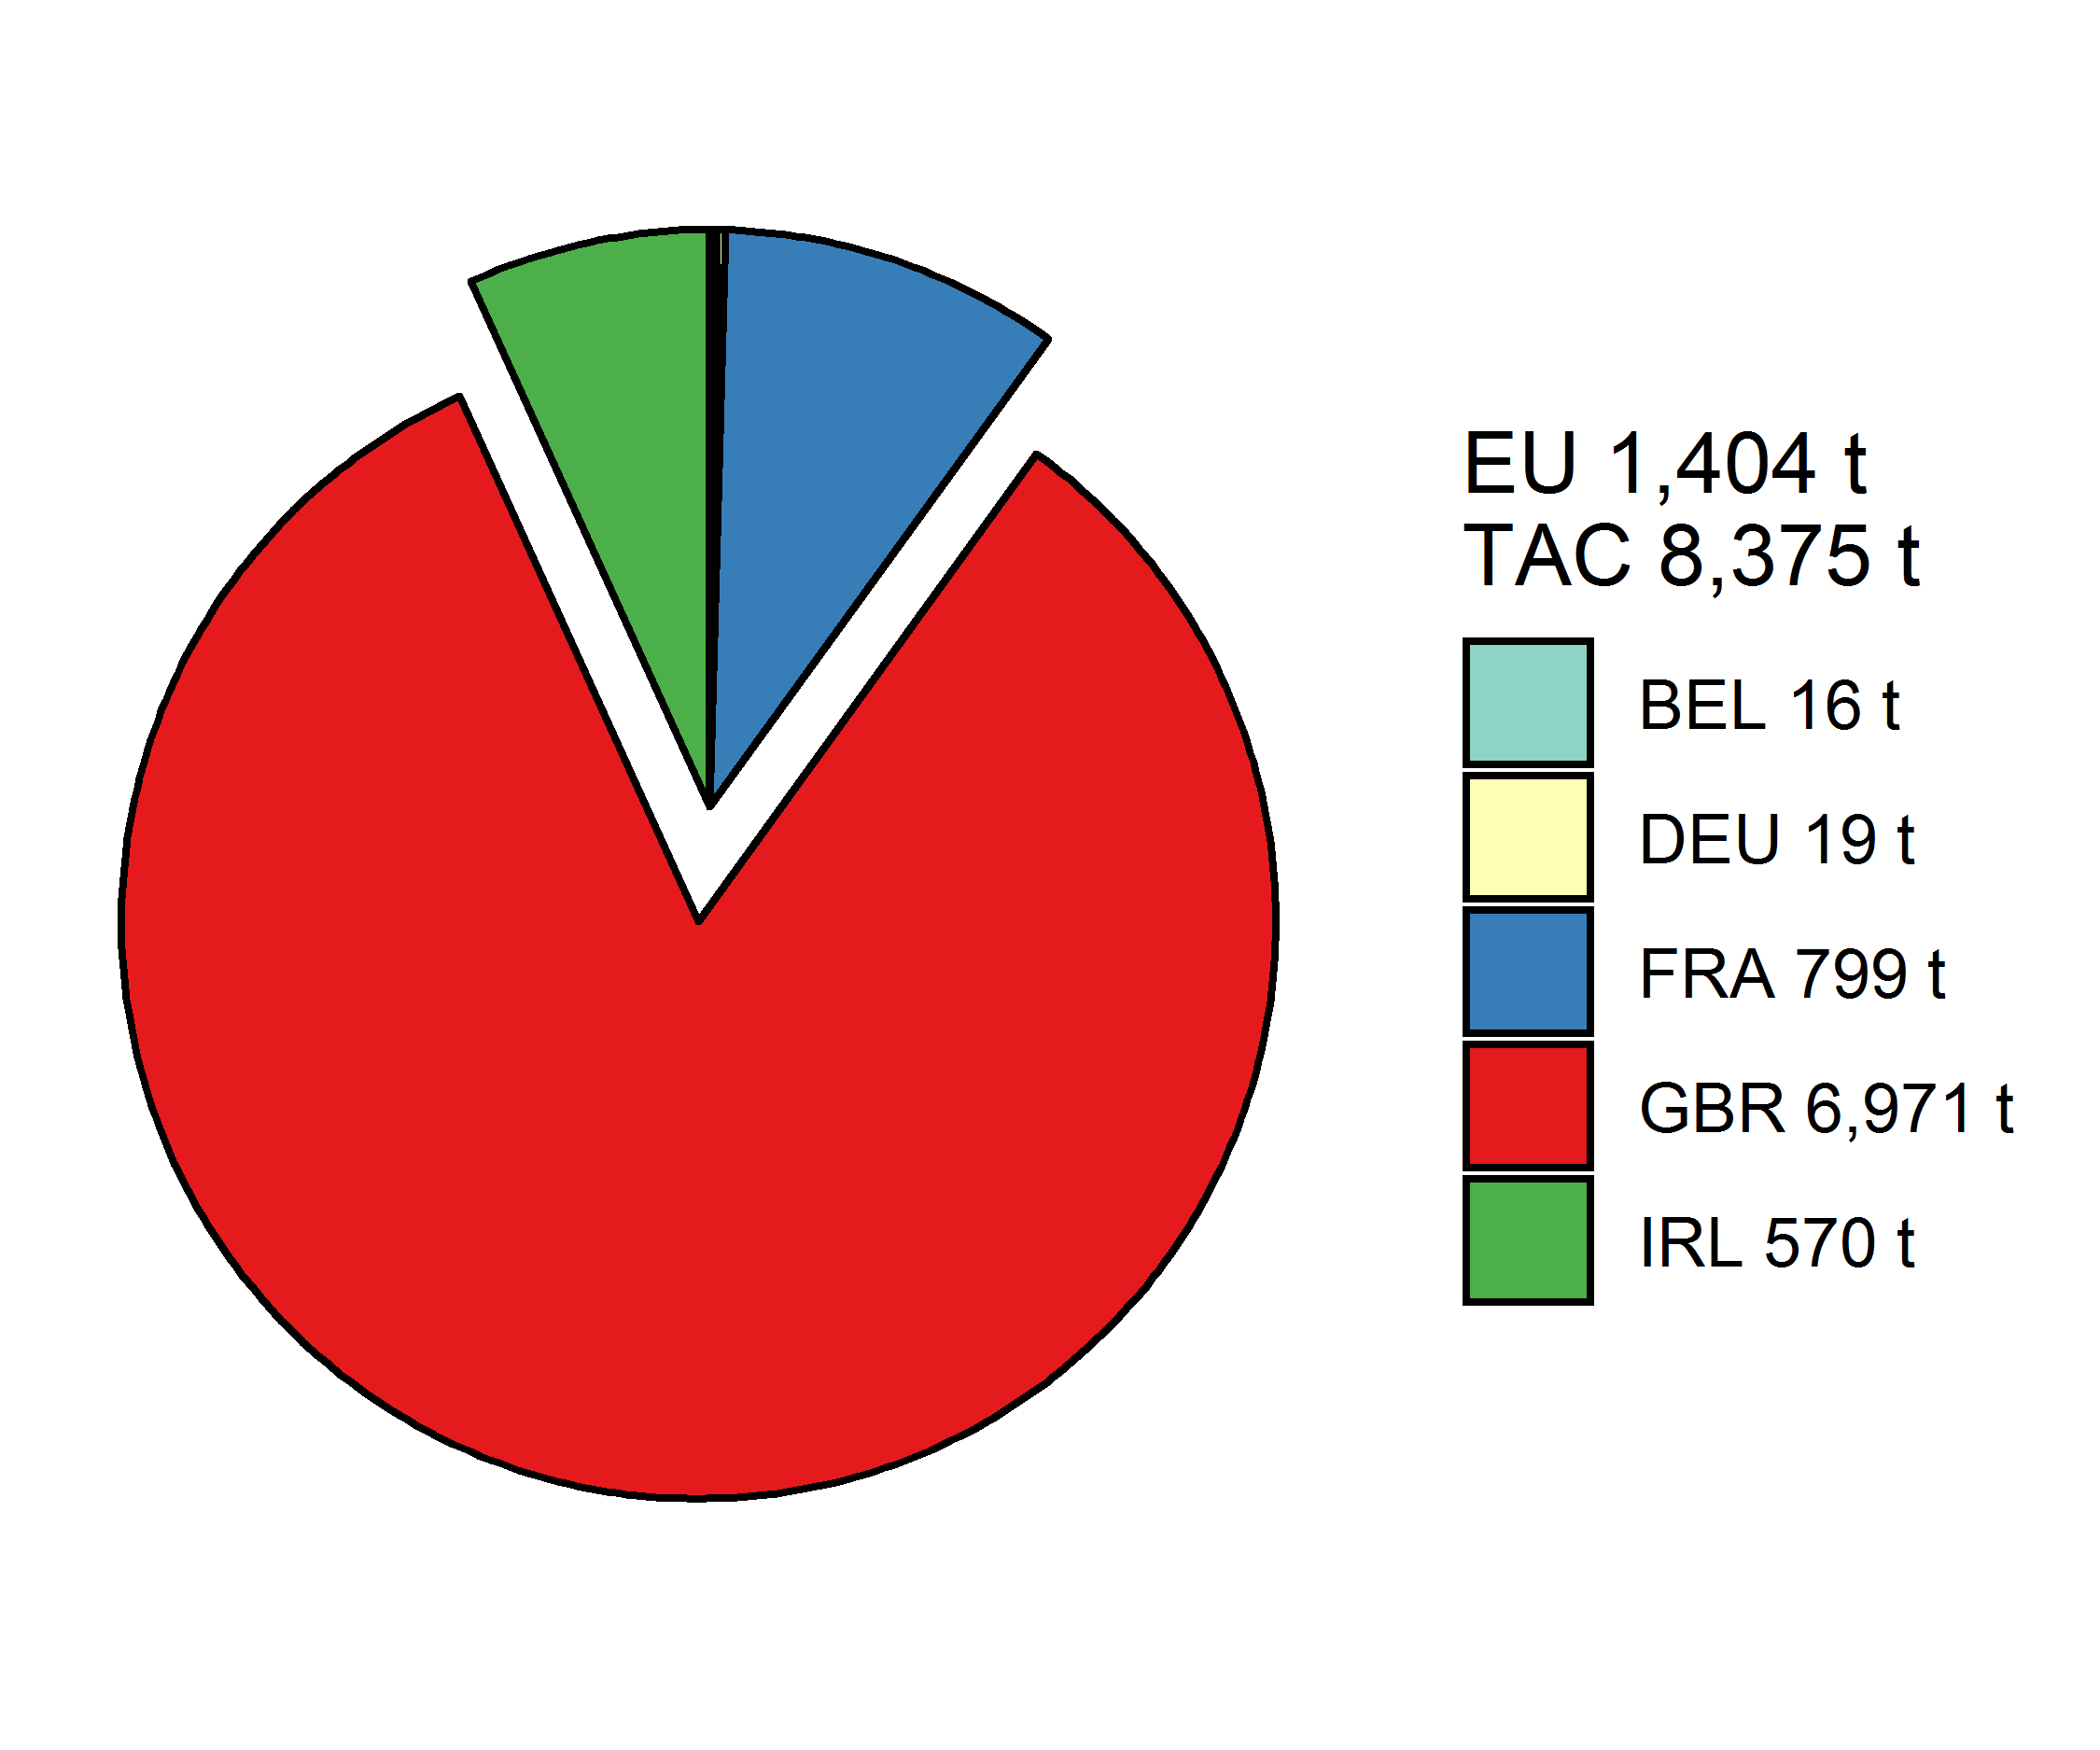 EU 1,404 t
TAC 8,375 t
BEL 16 t
DEU 19 t
FRA 799 t
GBR 6,971 t
IRL 570 t